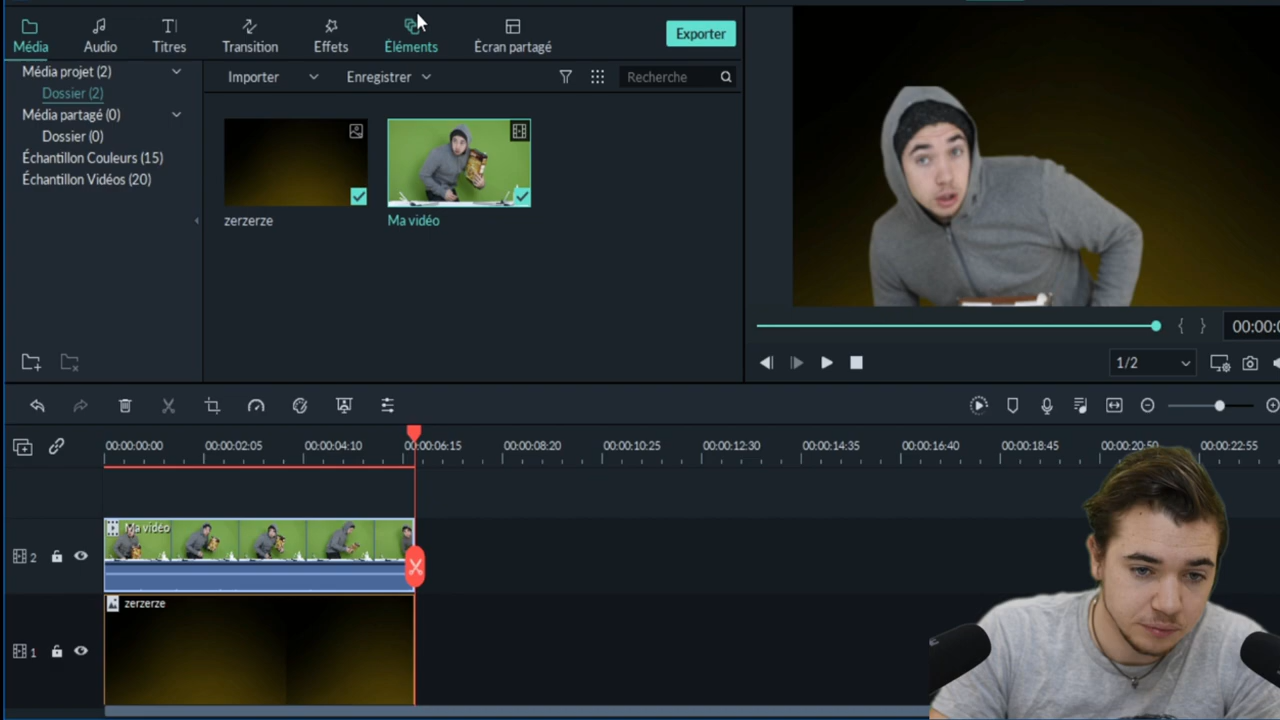 Média
Audio
Titres
Transition
Effets
Éléments
Écran partagé
Exporter
Média projet (2)
Dossier (2)
Média partagé (0)
Dossier (0)
Échantillon Couleurs (15)
Échantillon Vidéos (20)
Importer
Enregistrer
Recherche
zerzerze
Ma vidéo
00:00:0
1/2
00:00:00:00
00:00:02:05
00:00:04:10
00:00:06:15
00:00:08:20
00:00:10:25
00:00:12:30
00:00:14:35
00:00:16:40
00:00:18:45
00:00:20:50
00:00:22:55
Ma vidéo
2
zerzerze
1